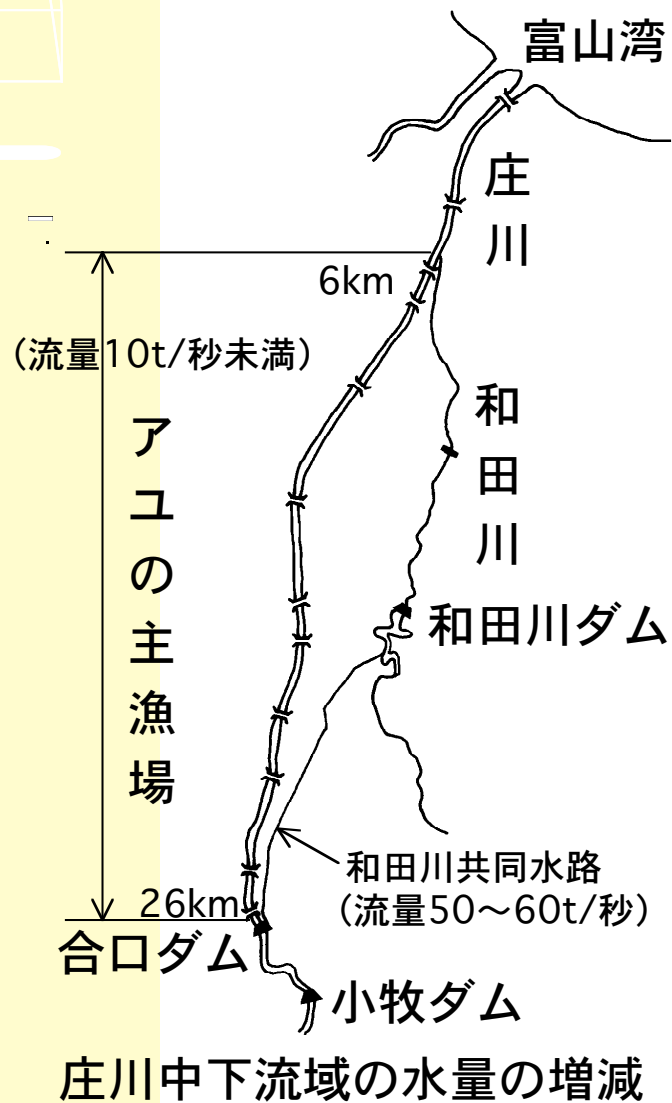 富山湾
庄川
6km
(流量10t/秒未満)
和田川
アユの主漁場
和田川ダム
和田川共同水路
(流量50～60t/秒)
26km
合口ダム
小牧ダム
庄川中下流域の水量の増減